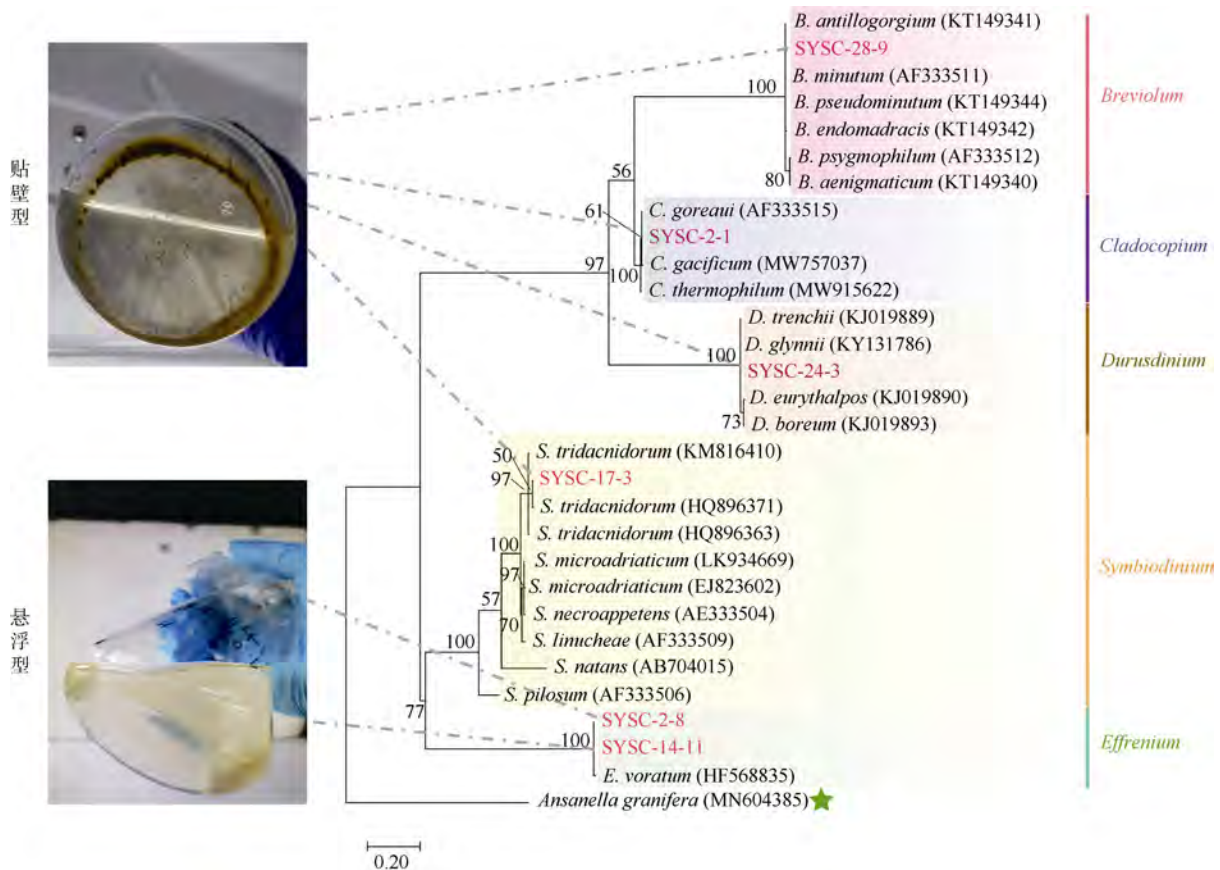 贴壁型
悬浮型
B. antillogorgium (KT149341)
SYSC-28-9
B. minutum (AF333511)
100
B. pseudominutum (KT149344)
B. endomadracis (KT149342)
B. psygmophilum (AF333512)
80
B. aenigmaticum (KT149340)
Breviolum
56
61
C. goreaui (AF333515)
SYSC-2-1
C. gacificum (MW757037)
97
100
C. thermophilum (MW915622)
Cladocopium
D. trenchii (KJ019889)
D. glynnii (KY131786)
100
SYSC-24-3
D. eurythalpos (KJ019890)
73
D. boreum (KJ019893)
Durusdinium
S. tridacnidorum (KM816410)
50
SYSC-17-3
97
S. tridacnidorum (HQ896371)
S. tridacnidorum (HQ896363)
100
S. microadriaticum (LK934669)
97
S. microadriaticum (EJ823602)
57
S. necroappetens (AE333504)
70
S. linucheae (AF333509)
100
S. natans (AB704015)
S. pilosum (AF333506)
Symbiodinium
77
SYSC-2-8
100
SYSC-14-11
E. voratum (HF568835)
Effrenium
Ansanella granifera (MN604385)
0.20